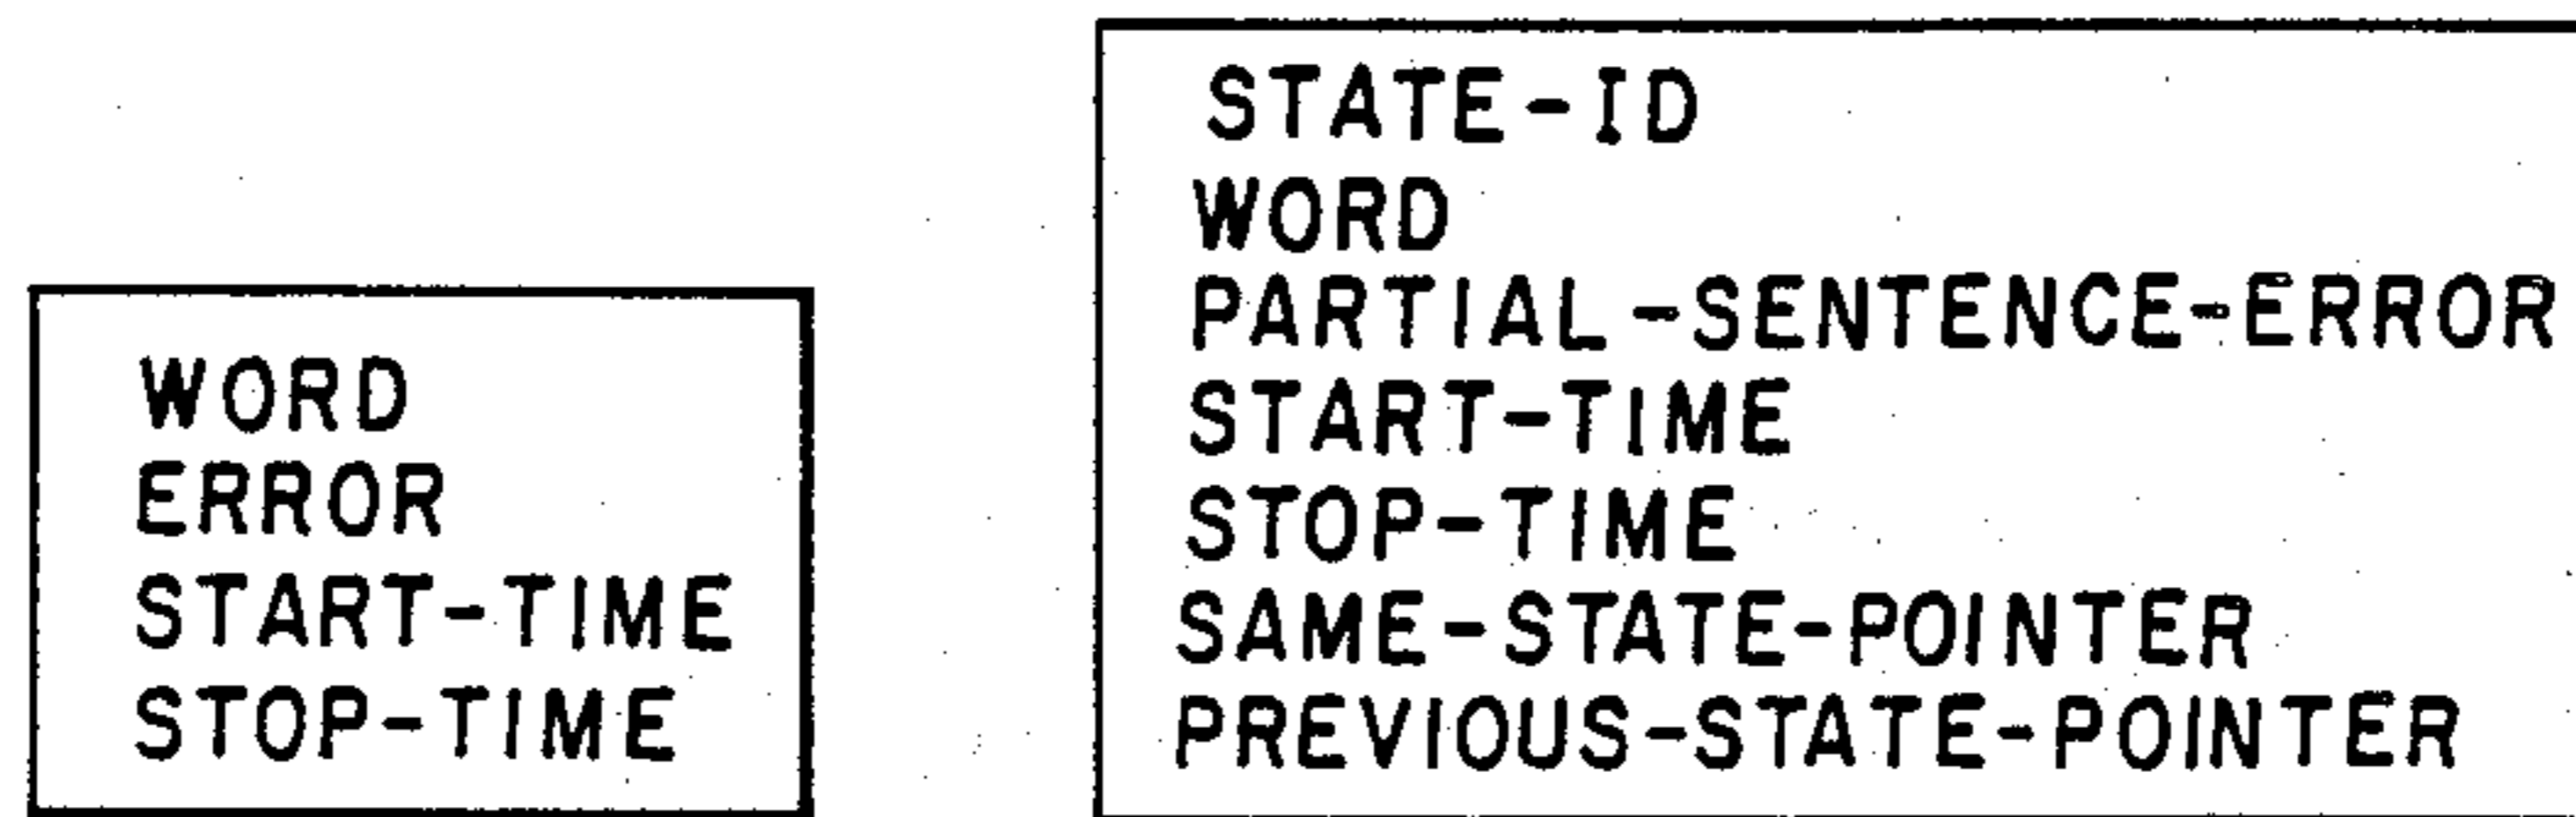 WORD
ERROR
START-TIME
STOP-TIME
STATE-ID
WORD
PARTIAL-SENTENCE-ERROR
START-TIME
STOP-TIME
SAME-STATE-POINTER
PREVIOUS-STATE-POINTER